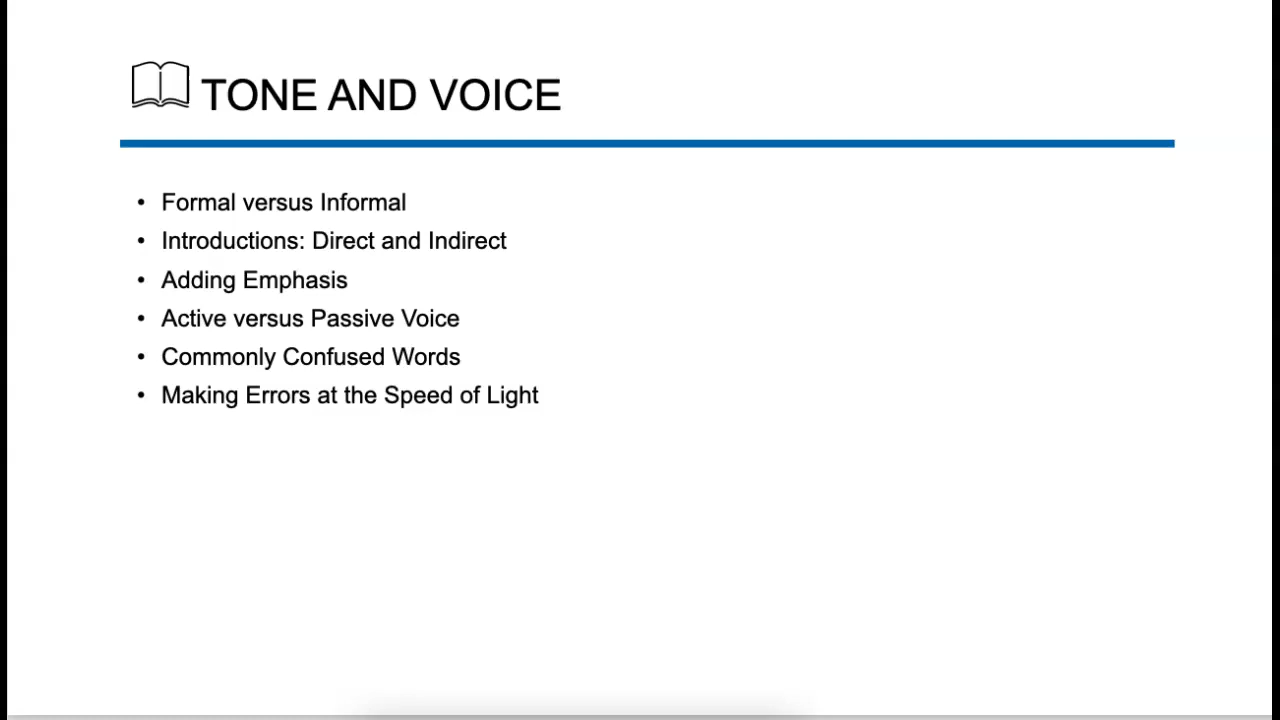 TONE AND VOICE
• Formal versus Informal
• Introductions: Direct and Indirect
• Adding Emphasis
• Active versus Passive Voice
• Commonly Confused Words
• Making Errors at the Speed of Light